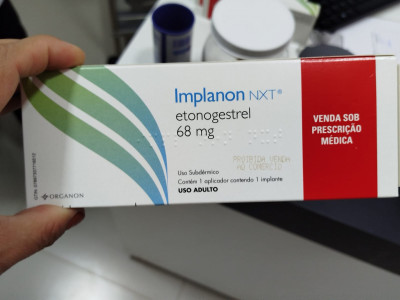 Implanon NXT®
etonogestrel
68 mg
VENDA SOB
PRESCRIÇÃO
MÉDICA
PROIBIDA VENDA
AO COMÉRCIO
Uso Subdérmico
Contém 1 aplicador contendo 1 implante
USO ADULTO
ORGANON